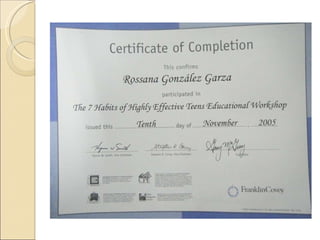 Certificate of Completion
This confirms
Rossana González Garza
participated in
The 7 Habits of Highly Effective Teens Educational Workshop
issued this Tenth day of November 2005
FranklinCovey